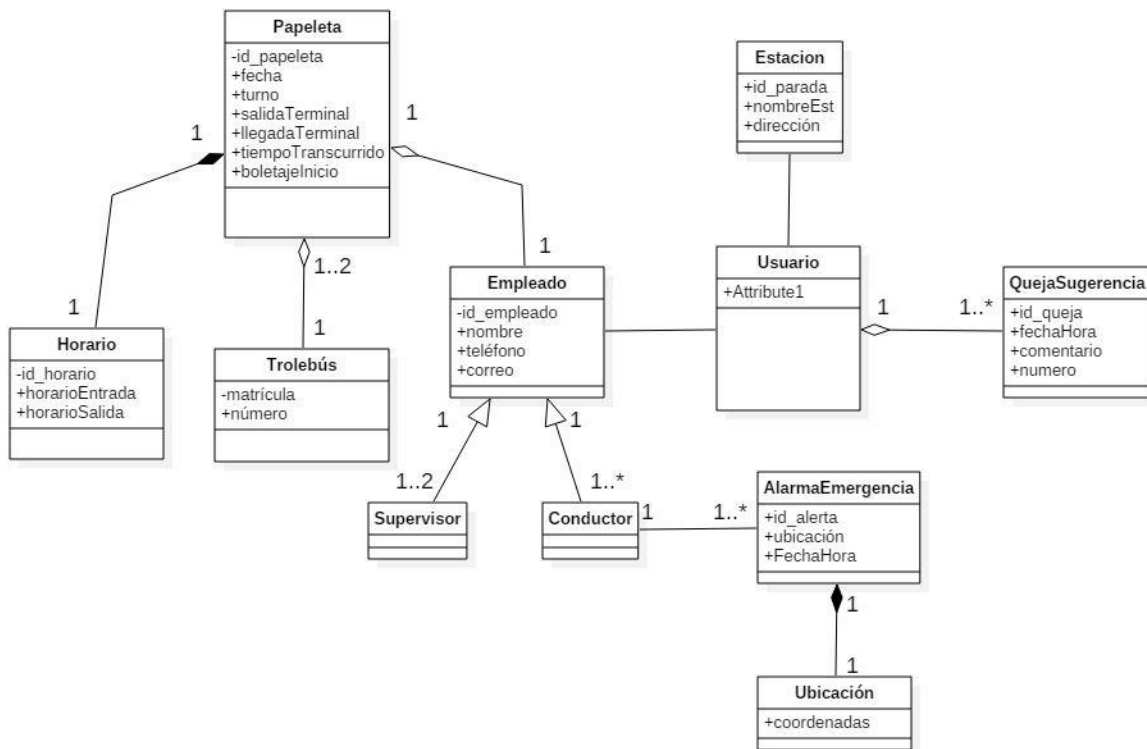 Papeleta
-id_papeleta
+fecha
+turno
+salidaTerminal
+llegadaTerminal
+tiempoTranscurrido
+boletajeInicio
1
1
1..2
1
1
1
Estacion
+id_parada
+nombreEst
+dirección
Horario
-id_horario
+horarioEntrada
+horarioSalida
Trolebús
-matrícula
+número
Empleado
-id_empleado
+nombre
+teléfono
+correo
Usuario
+Attribute1
1
1..*
QuejaSugerencia
+id_queja
+fechaHora
+comentario
+numero
1
1
1..2
1..*
Supervisor
Conductor
1
1..*
AlarmaEmergencia
+id_alerta
+ubicación
+FechaHora
1
1
Ubicación
+coordenadas